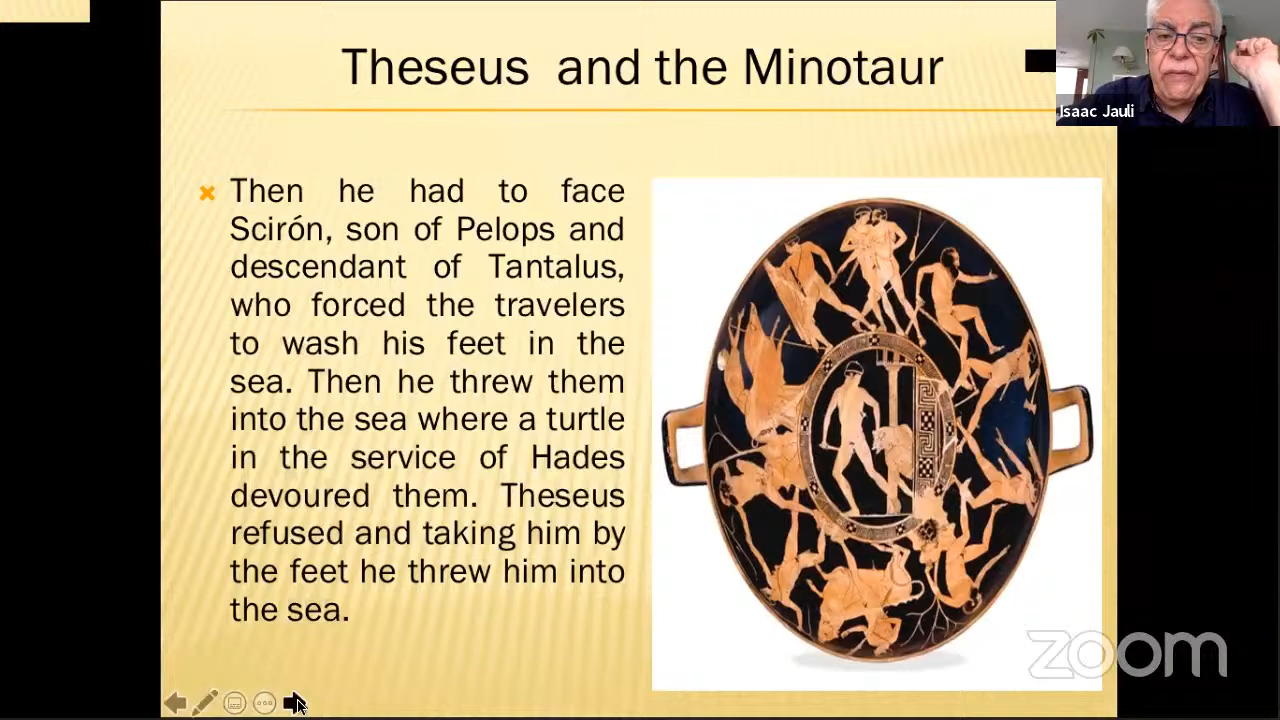 Theseus and the Minotaur
Isaac Jauli
Then he had to face
Scirón, son of Pelops and
descendant of Tantalus,
who forced the travelers
to wash his feet in the
sea. Then he threw them
into the sea where a turtle
in the service of Hades
devoured them. Theseus
refused and taking him by
the feet he threw him into
the sea.
zoom